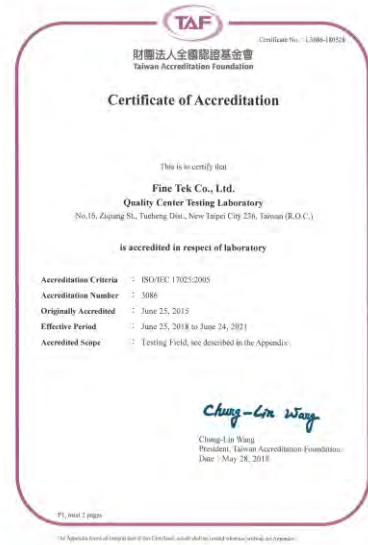 TAF
Certificate No. : L3086-180528
財團法人全國認證基金會
Taiwan Accreditation Foundation
Certificate of Accreditation
This is to certify that
Fine Tek Co., Ltd.
Quality Center Testing Laboratory
No.16, Ziqiang St., Tucheng Dist., New Taipei City 236, Taiwan (R.O.C.)
is accredited in respect of laboratory
Accreditation Criteria : ISO/IEC 17025:2005
Accreditation Number : 3086
Originally Accredited : June 25, 2015
Effective Period : June 25, 2018 to June 24, 2021
Accredited Scope : Testing Field, see described in the Appendix
Chung-Lin Wang
Chung-Lin Wang
President, Taiwan Accreditation Foundation
Date : May 28, 2018
P1, total 2 pages